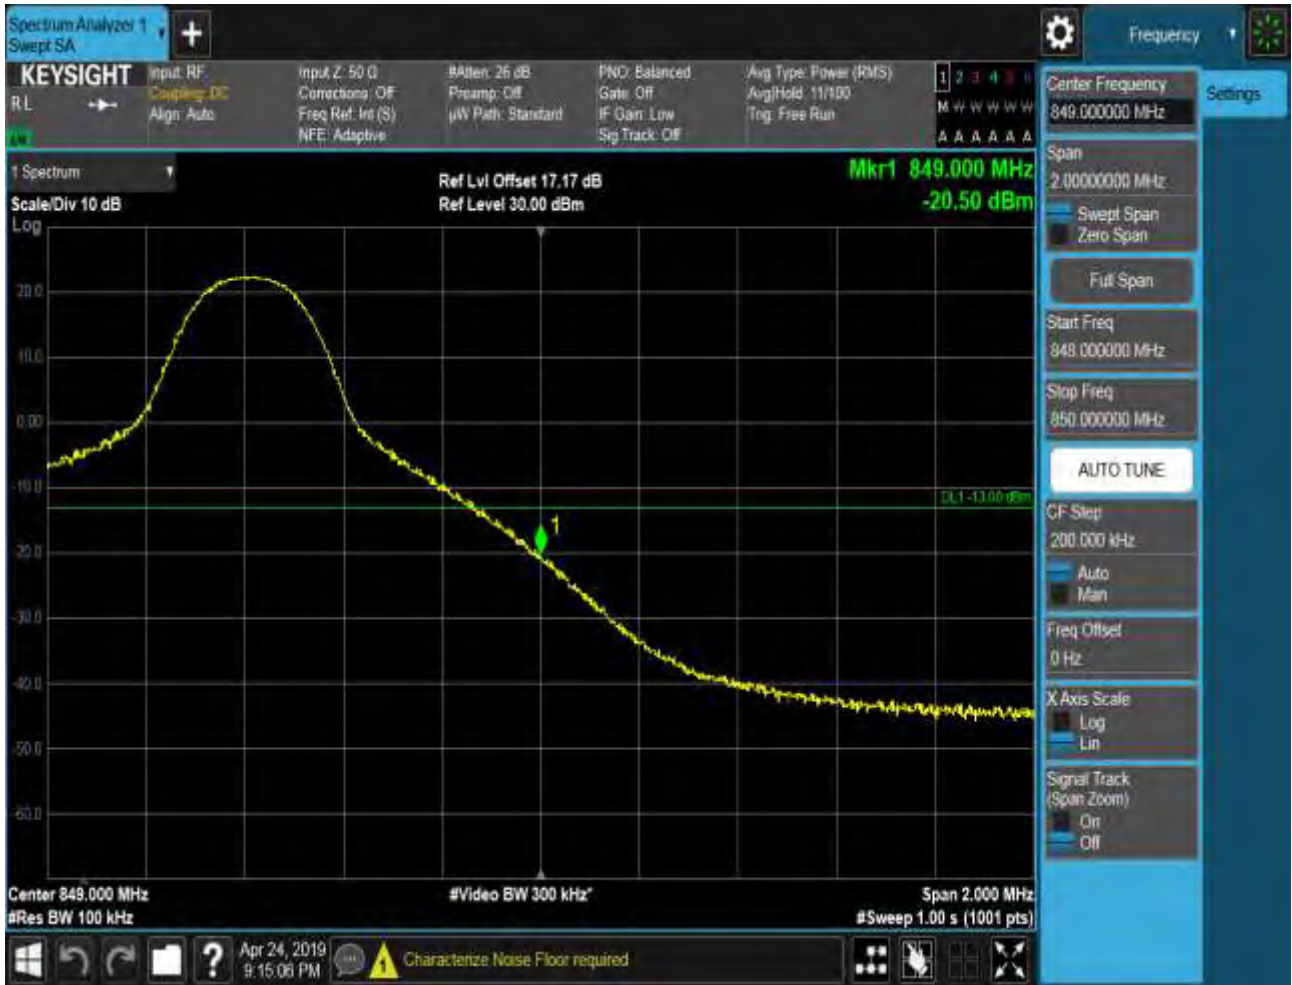 Spectrum Analyzer 1
Swept SA
Frequency
KEYSIGHT
RL
Input: RF
Coupling: DC
Align: Auto
Input Z: 50 Ω
Corrections: Off
Freq Ref: Int (S)
NFE: Adaptive
#Atten: 26 dB
Preamp: Off
µW Path: Standard
PNO: Balanced
Gate: Off
IF Gain: Low
Sig Track: Off
Avg Type: Power (RMS)
Avg|Hold: 11/100
Trig: Free Run
1 2 3 4 5 6
M W W W W W
A A A A A A
1 Spectrum
Scale/Div 10 dB
Log
Ref Lvl Offset 17.17 dB
Ref Level 30.00 dBm
Mkr1 849.000 MHz
-20.50 dBm
20.0
10.0
0.00
-10.0
-20.0
-30.0
-40.0
-50.0
-60.0
DL1 -13.00 dBm
1
Center 849.000 MHz
#Res BW 100 kHz
#Video BW 300 kHz*
Span 2.000 MHz
#Sweep 1.00 s (1001 pts)
Center Frequency
849.000000 MHz
Settings
Span
2.00000000 MHz
Swept Span
Zero Span
Full Span
Start Freq
848.000000 MHz
Stop Freq
850.000000 MHz
AUTO TUNE
CF Step
200.000 kHz
Auto
Man
Freq Offset
0 Hz
X Axis Scale
Log
Lin
Signal Track
(Span Zoom)
On
Off
?
Apr 24, 2019
9:15:06 PM
1
Characterize Noise Floor required